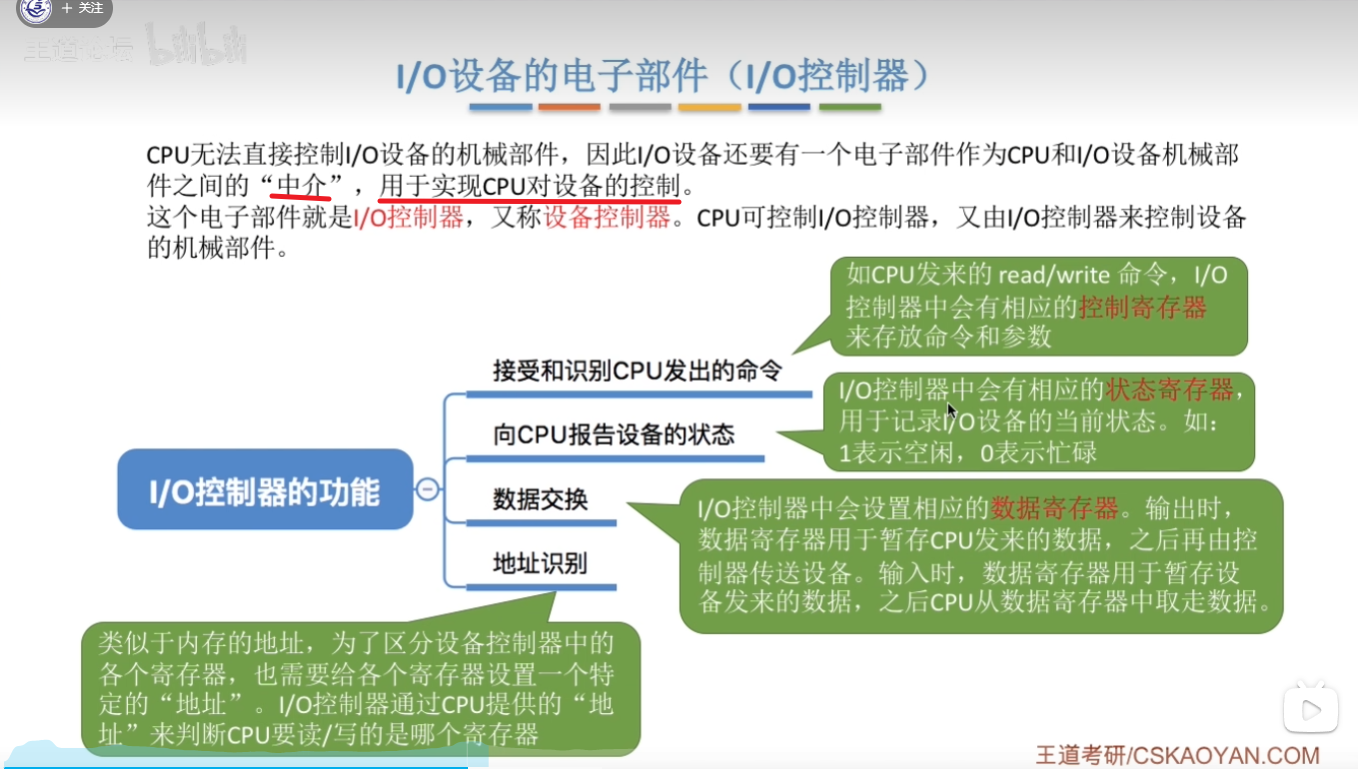 + 关注
王道论坛 bilibili
I/O设备的电子部件（I/O控制器）
CPU无法直接控制I/O设备的机械部件，因此I/O设备还要有一个电子部件作为CPU和I/O设备机械部
件之间的“中介”，用于实现CPU对设备的控制。
这个电子部件就是I/O控制器，又称设备控制器。CPU可控制I/O控制器，又由I/O控制器来控制设备
的机械部件。
如CPU发来的 read/write 命令，I/O
控制器中会有相应的控制寄存器
来存放命令和参数
接受和识别CPU发出的命令
I/O控制器中会有相应的状态寄存器，
用于记录I/O设备的当前状态。如：
1表示空闲，0表示忙碌
向CPU报告设备的状态
I/O控制器的功能
数据交换
I/O控制器中会设置相应的数据寄存器。输出时，
数据寄存器用于暂存CPU发来的数据，之后再由控
制器传送设备。输入时，数据寄存器用于暂存设
备发来的数据，之后CPU从数据寄存器中取走数据。
地址识别
类似于内存的地址，为了区分设备控制器中的
各个寄存器，也需要给各个寄存器设置一个特
定的“地址”。I/O控制器通过CPU提供的“地
址”来判断CPU要读/写的是哪个寄存器
王道考研/CSKAOYAN.COM